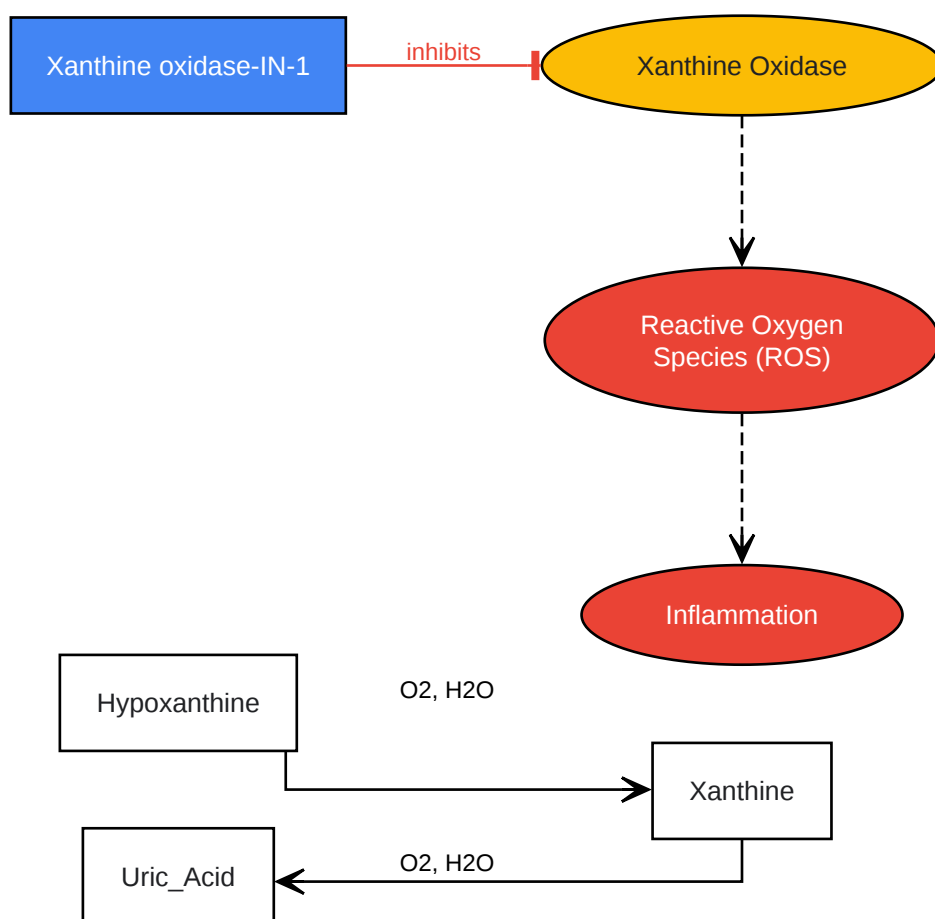 Xanthine oxidase-IN-1
inhibits
Xanthine Oxidase
Reactive Oxygen
Species (ROS)
Inflammation
Hypoxanthine
O2, H2O
Xanthine
Uric_Acid
O2, H2O